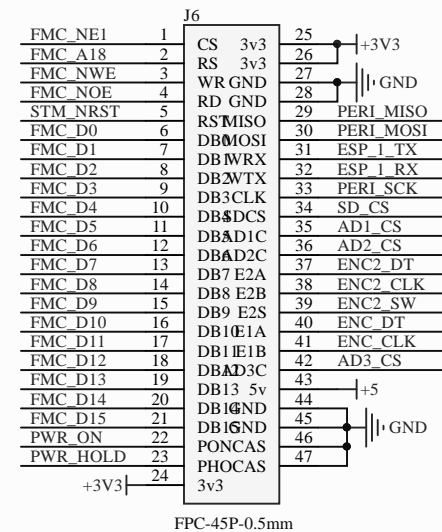 J6
FMC_NE1 1 CS 3v3 25
FMC_A18 2 RS 3v3 26 +3V3
FMC_NWE 3 WR GND 27
FMC_NOE 4 RD GND 28 GND
STM_NRST 5 RST MISO 29 PERI_MISO
FMC_D0 6 DB0 MOSI 30 PERI_MOSI
FMC_D1 7 DB1 WRX 31 ESP_1_TX
FMC_D2 8 DB2 WTX 32 ESP_1_RX
FMC_D3 9 DB3 CLK 33 PERI_SCK
FMC_D4 10 DB4 SDCS 34 SD_CS
FMC_D5 11 DB5 AD1C 35 AD1_CS
FMC_D6 12 DB6 AD2C 36 AD2_CS
FMC_D7 13 DB7 E2A 37 ENC2_DT
FMC_D8 14 DB8 E2B 38 ENC2_CLK
FMC_D9 15 DB9 E2S 39 ENC2_SW
FMC_D10 16 DB10 E1A 40 ENC_DT
FMC_D11 17 DB11 E1B 41 ENC_CLK
FMC_D12 18 DB12 AD3C 42 AD3_CS
FMC_D13 19 DB13 5v 43 +5
FMC_D14 20 DB14 GND 44
FMC_D15 21 DB15 GND 45 GND
PWR_ON 22 PON CAS 46
PWR_HOLD 23 PHO CAS 47
+3V3 24 3v3
FPC-45P-0.5mm